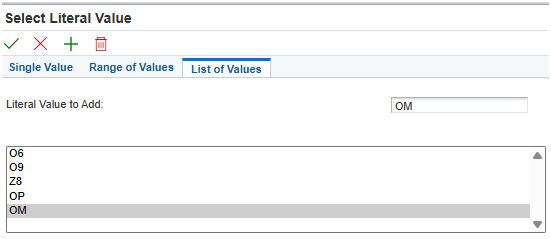 Select Literal Value
Single Value Range of Values List of Values
Literal Value to Add: OM
O6
O9
Z8
OP
OM